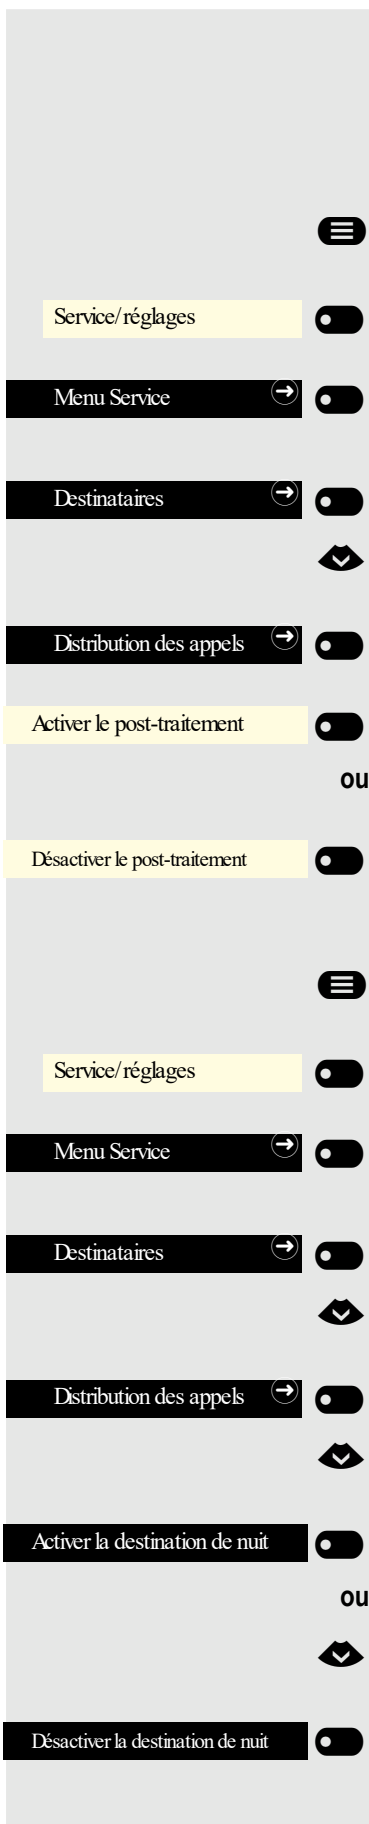 Service/réglages
Menu Service
Destinataires
Distribution des appels
Activer le post-traitement
ou
Désactiver le post-traitement
Service/réglages
Menu Service
Destinataires
Distribution des appels
Activer la destination de nuit
ou
Désactiver la destination de nuit